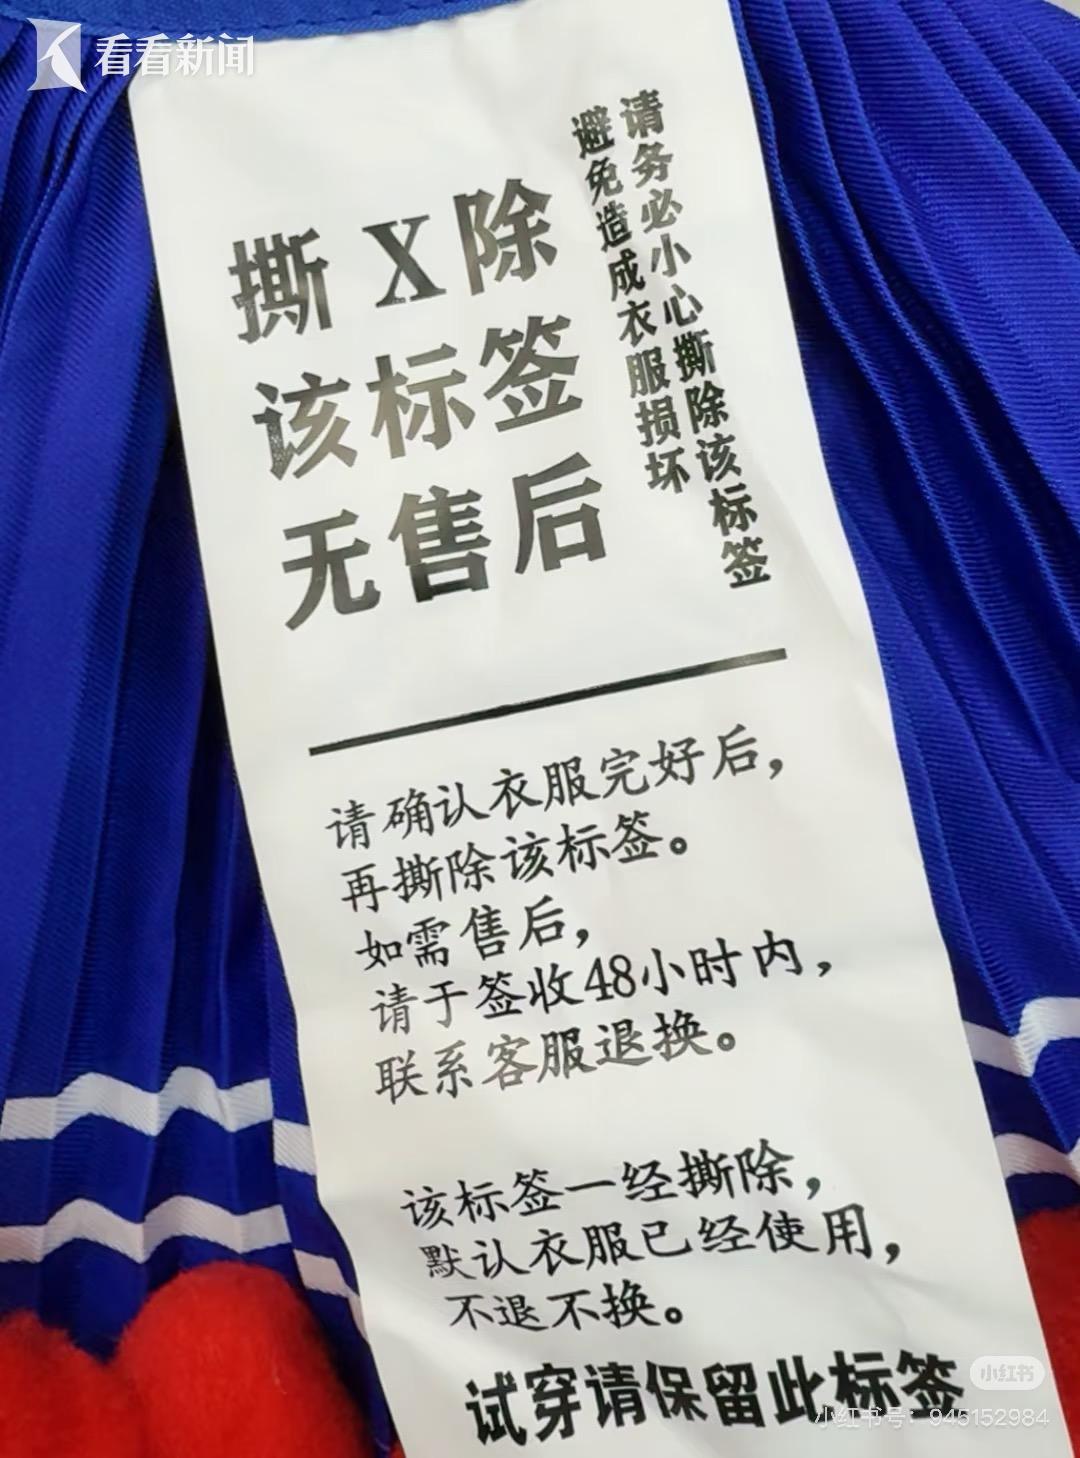 看看新闻
请务必小心撕除该标签
避免造成衣服损坏
撕X除
该标签
无售后
请确认衣服完好后，
再撕除该标签。
如需售后，
请于签收48小时内，
联系客服退换。
该标签一经撕除，
默认衣服已经使用，
不退不换。
试穿请保留此标签
小红书
小红书号：945152984